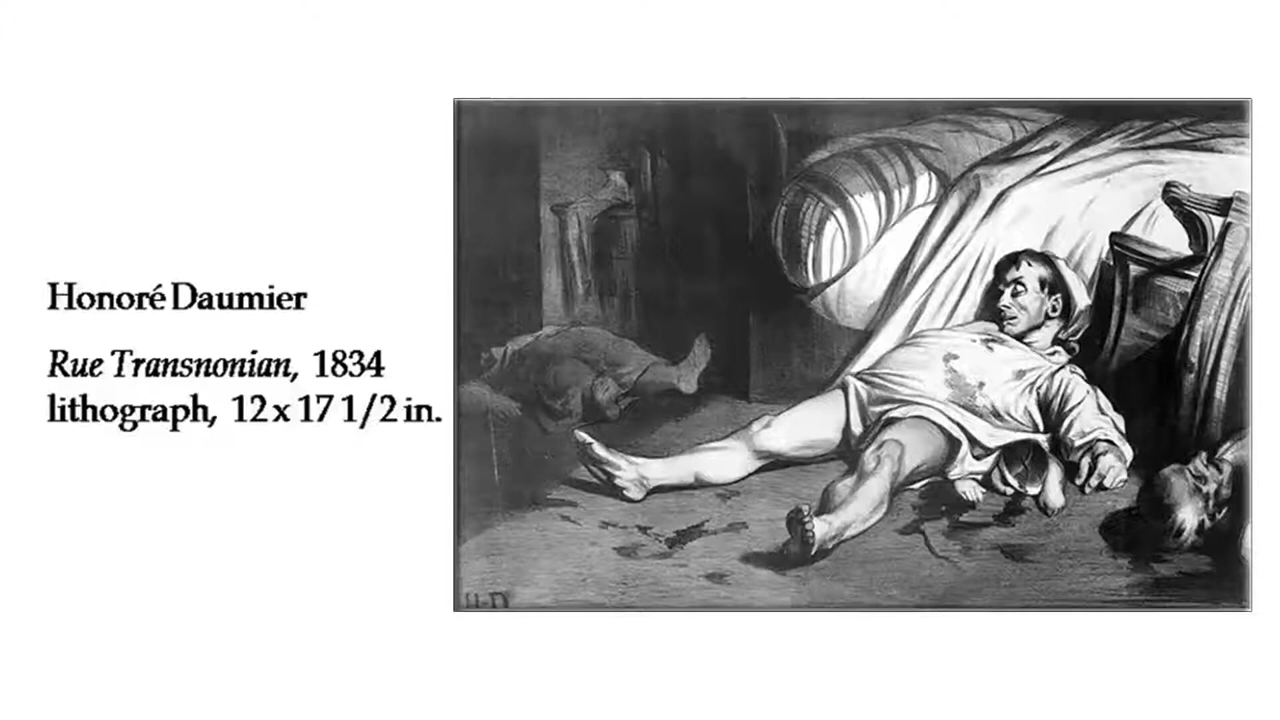 Honoré Daumier
Rue Transnonian, 1834
lithograph, 12 x 17 1/2 in.
H-D